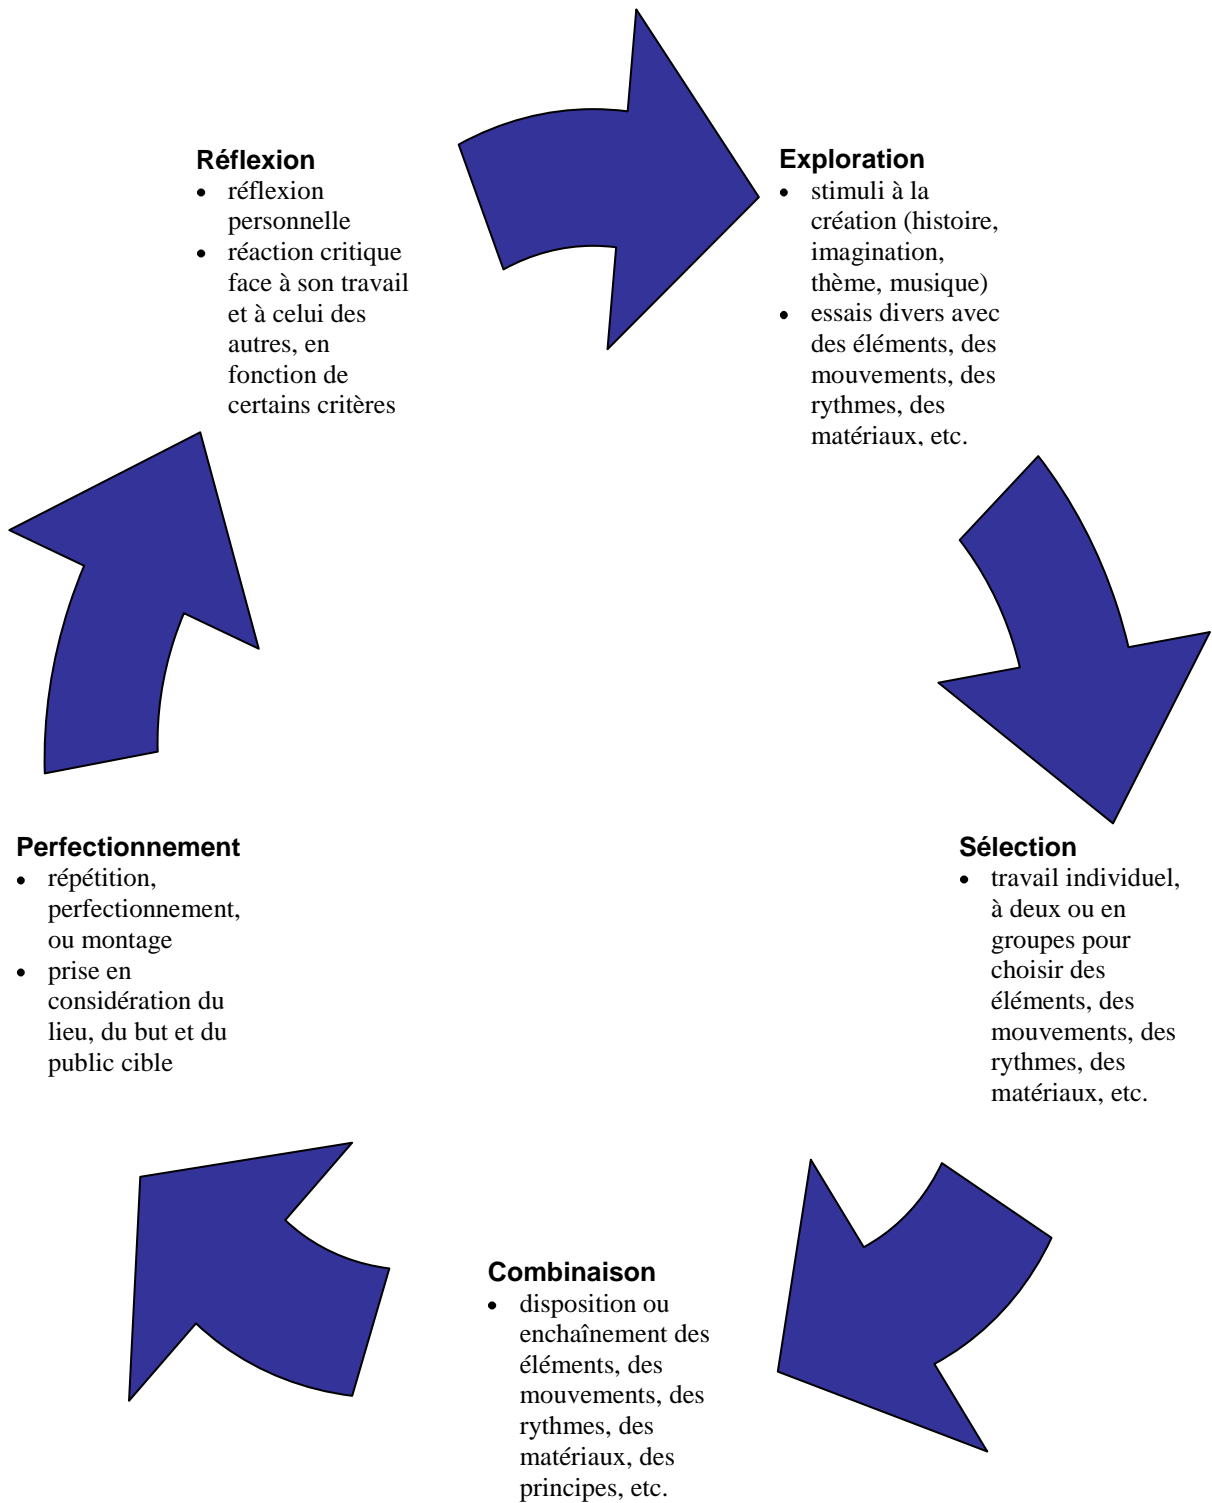 Réflexion
• réflexion
personnelle
• réaction critique
face à son travail
et à celui des
autres, en
fonction de
certains critères
Exploration
• stimuli à la
création (histoire,
imagination,
thème, musique)
• essais divers avec
des éléments, des
mouvements, des
rythmes, des
matériaux, etc.
Perfectionnement
• répétition,
perfectionnement,
ou montage
• prise en
considération du
lieu, du but et du
public cible
Sélection
• travail individuel,
à deux ou en
groupes pour
choisir des
éléments, des
mouvements, des
rythmes, des
matériaux, etc.
Combinaison
• disposition ou
enchaînement des
éléments, des
mouvements, des
rythmes, des
matériaux, des
principes, etc.